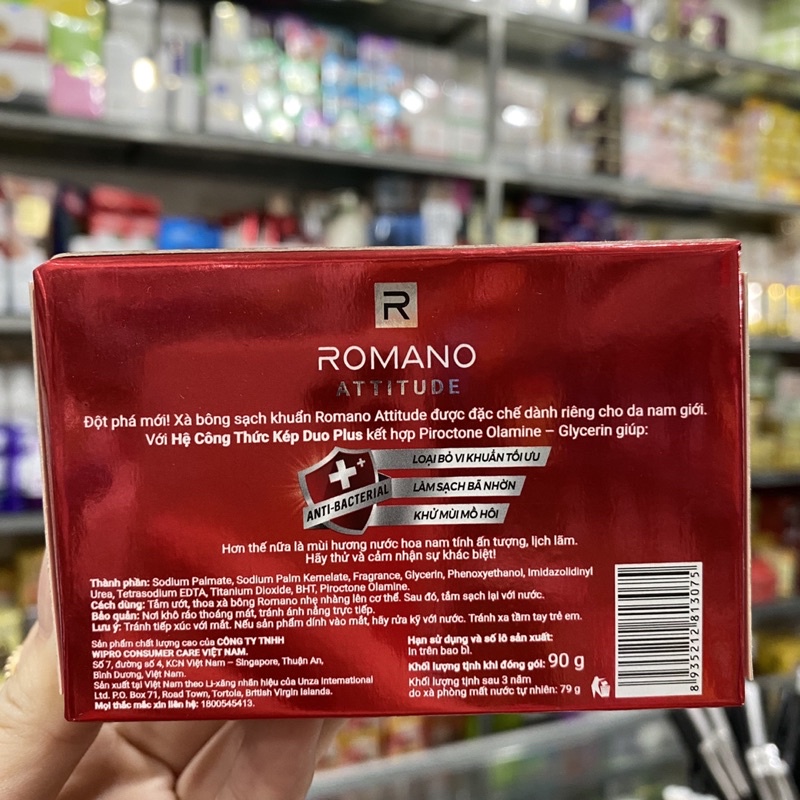 R
ROMANO
ATTITUDE
Đột phá mới! Xà bông sạch khuẩn Romano Attitude được đặc chế dành riêng cho da nam giới.
Với Hệ Công Thức Kép Duo Plus kết hợp Piroctone Olamine – Glycerin giúp:
LOẠI BỎ VI KHUẨN TỐI ƯU
LÀM SẠCH BÃ NHỜN
ANTI-BACTERIAL
KHỬ MÙI MỒ HÔI
Hơn thế nữa là mùi hương nước hoa nam tính ấn tượng, lịch lãm.
Hãy thử và cảm nhận sự khác biệt!
Thành phần: Sodium Palmate, Sodium Palm Kernelate, Fragrance, Glycerin, Phenoxyethanol, Imidazolidinyl
Urea, Tetrasodium EDTA, Titanium Dioxide, BHT, Piroctone Olamine.
Cách dùng: Tắm ướt, thoa xà bông Romano nhẹ nhàng lên cơ thể. Sau đó, tắm sạch lại với nước.
Bảo quản: Nơi khô ráo thoáng mát, tránh ánh nắng trực tiếp.
Lưu ý: Tránh tiếp xúc với mắt. Nếu sản phẩm dính vào mắt, hãy rửa kỹ với nước. Tránh xa tầm tay trẻ em.
Sản phẩm chất lượng cao của CÔNG TY TNHH
WIPRO CONSUMER CARE VIỆT NAM.
Số 7, đường số 4, KCN Việt Nam – Singapore, Thuận An,
Bình Dương, Việt Nam.
Sản xuất tại Việt Nam theo Li-xăng nhãn hiệu của Unza International
Ltd. P.O. Box 71, Road Town, Tortola, British Virgin Islands.
Mọi thắc mắc xin liên hệ: 1800545413.
Hạn sử dụng và số lô sản xuất:
In trên bao bì.
Khối lượng tịnh khi đóng gói: 90 g
Khối lượng tịnh sau 3 năm
do xà phòng mất nước tự nhiên: 79 g
8 935212 813075